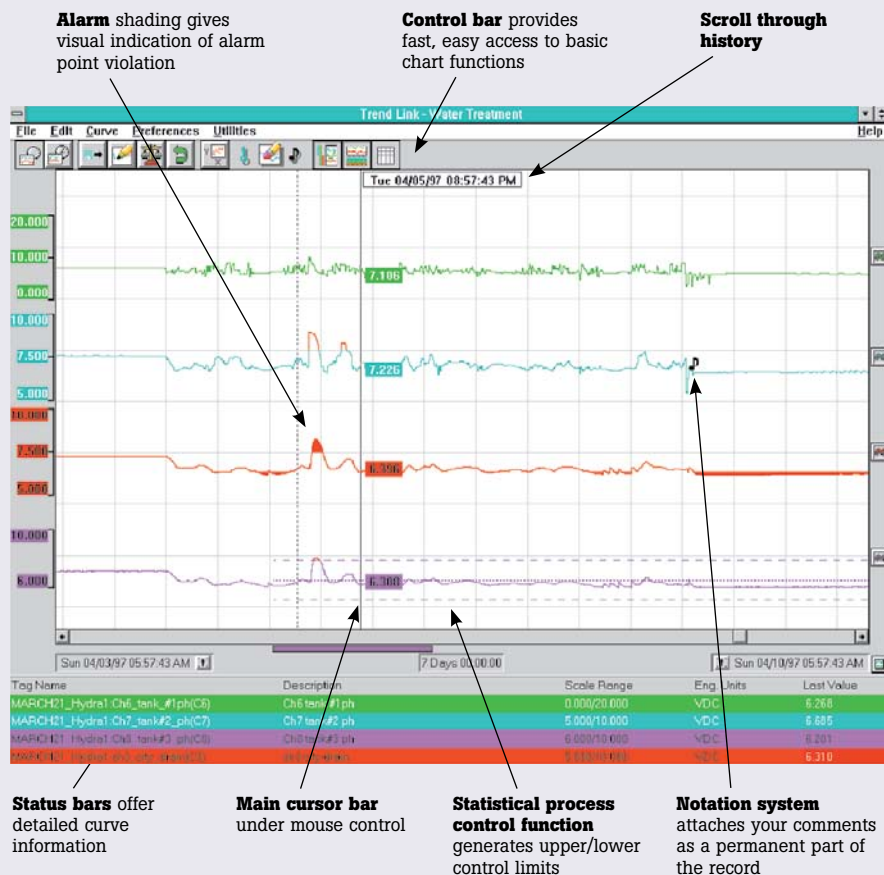 Alarm shading gives
visual indication of alarm
point violation
Control bar provides
fast, easy access to basic
chart functions
Scroll through
history
Trend Link - Water Treatment
File Edit Curve Preferences Utilities Help
Tue 04/05/97 08:57:43 PM
20.000
10.000
0.000
7.106
10.000
7.500
5.000
7.226
10.000
7.500
5.000
6.396
10.000
6.000
6.308
Sun 04/03/97 05:57:43 AM 7 Days 00:00:00 Sun 04/10/97 05:57:43 AM
Tag Name Description Scale Range Eng. Units Last Value
MARCH21_Hydra1:Ch6_tank_#1ph(C6) Ch6 tank#1 ph 0.000/20.000 VDC 6.268
MARCH21_Hydra1:Ch7_tank#2_ph(C7) Ch7 tank#2 ph 5.000/10.000 VDC 6.685
MARCH21_Hydra1:Ch8_tank#3_ph(C8) Ch8 tank#3 ph 6.000/10.000 VDC 6.201
VDC 6.310
Status bars offer
detailed curve
information
Main cursor bar
under mouse control
Statistical process
control function
generates upper/lower
control limits
Notation system
attaches your comments
as a permanent part of
the record